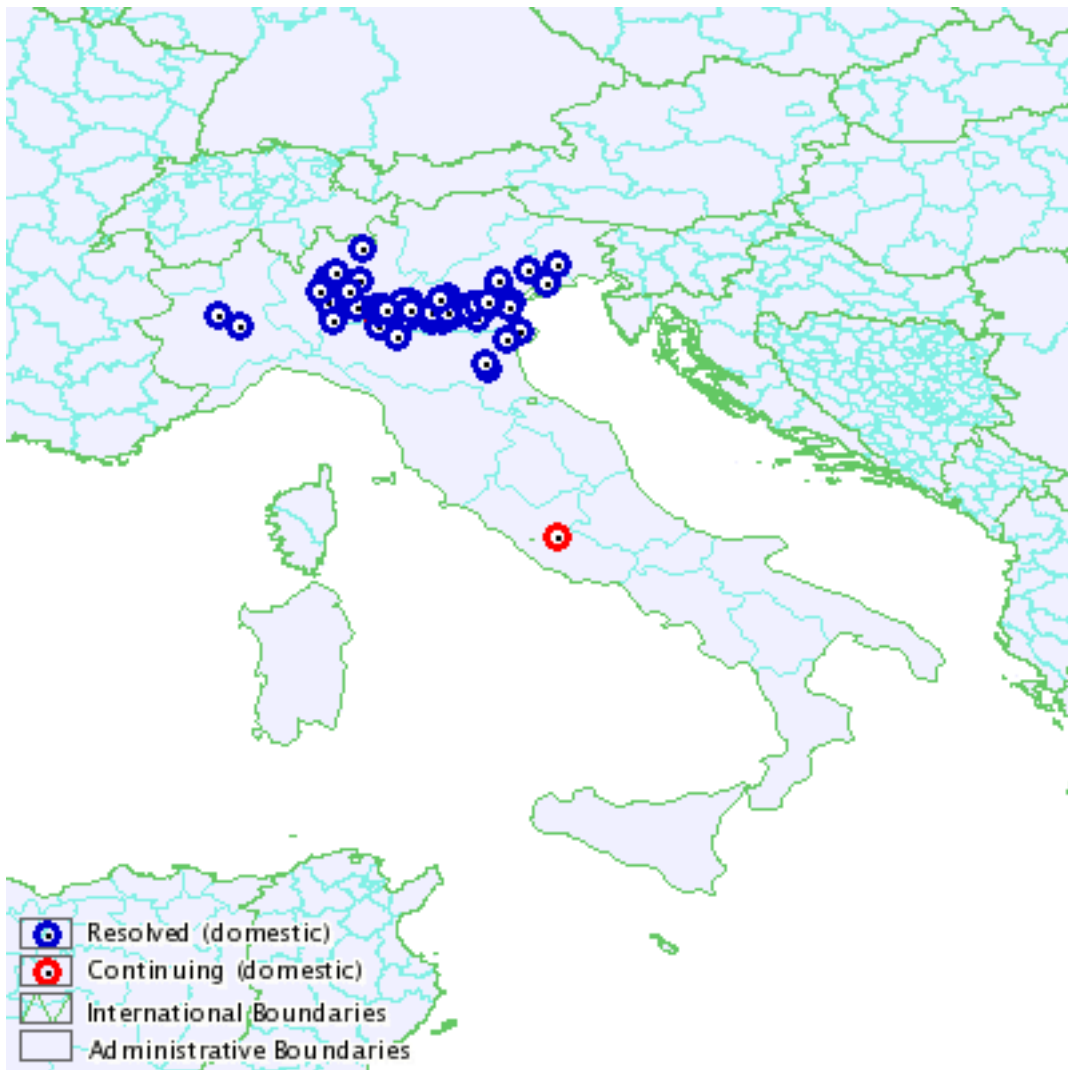 Resolved (domestic)
Continuing (domestic)
International Boundaries
Administrative Boundaries